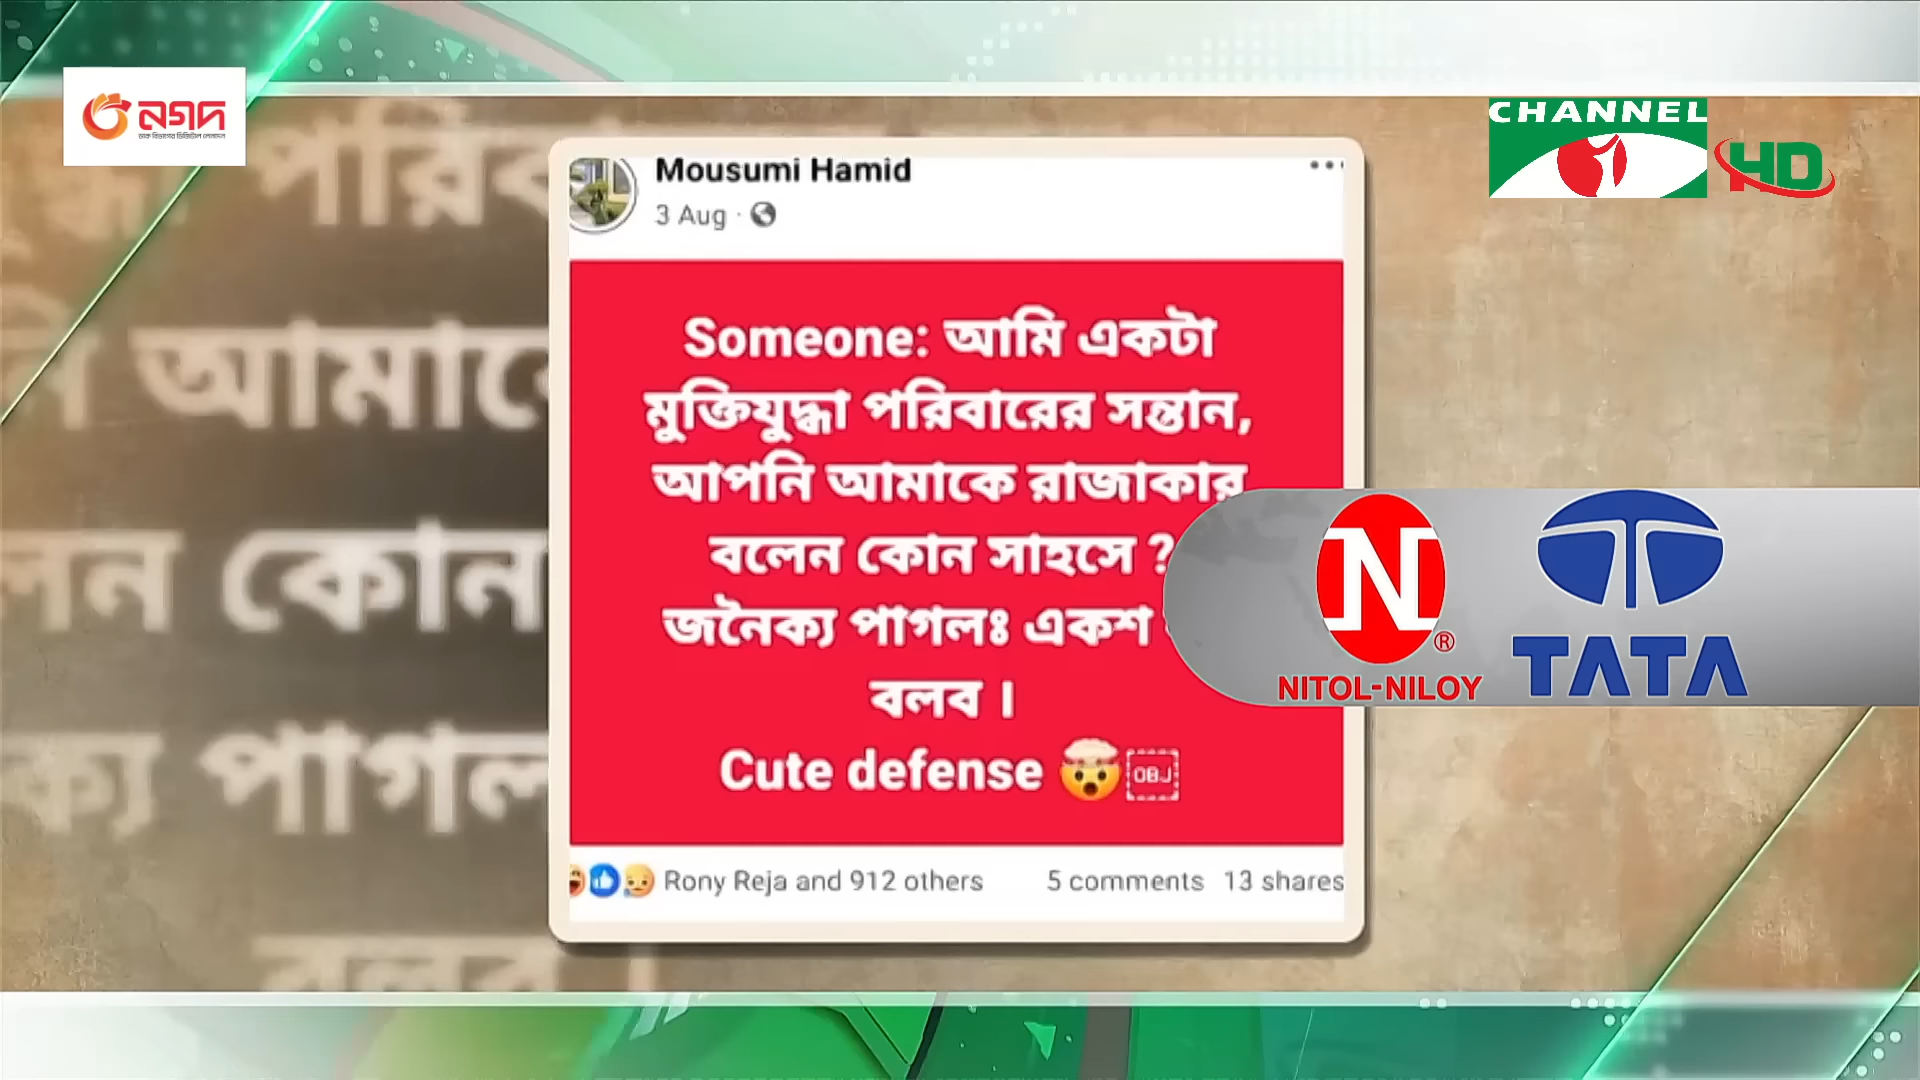 নগদ
ডাক বিভাগের ডিজিটাল লেনদেন
CHANNEL
HD
Mousumi Hamid
3 Aug
Someone: আমি একটা
মুক্তিযুদ্ধা পরিবারের সন্তান,
আপনি আমাকে রাজাকার
বলেন কোন সাহসে ?
জনৈক্য পাগলঃ একশ
বলব ।
Cute defense 🤯 OBJ
Rony Reja and 912 others 5 comments 13 shares
N
NITOL-NILOY
TATA